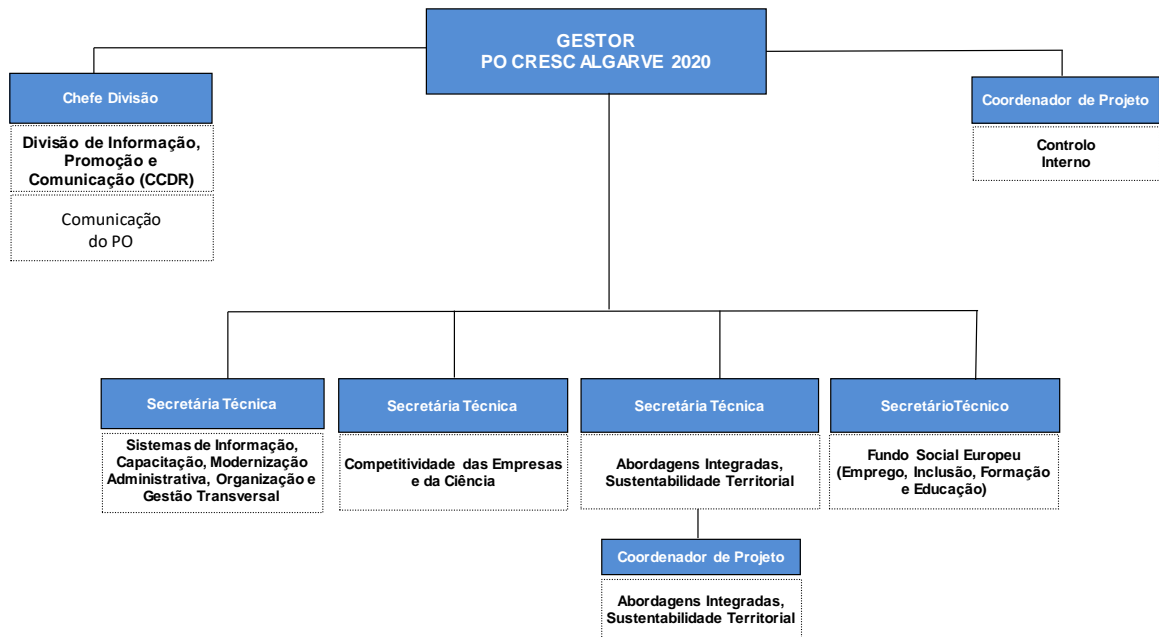 GESTOR
PO CRESC ALGARVE 2020
Chefe Divisão
Divisão de Informação,
Promoção e
Comunicação (CCDR)
Comunicação
do PO
Coordenador de Projeto
Controlo
Interno
Secretária Técnica
Sistemas de Informação,
Capacitação, Modernização
Administrativa, Organização e
Gestão Transversal
Secretária Técnica
Competitividade das Empresas
e da Ciência
Secretária Técnica
Abordagens Integradas,
Sustentabilidade Territorial
SecretárioTécnico
Fundo Social Europeu
(Emprego, Inclusão, Formação
e Educação)
Coordenador de Projeto
Abordagens Integradas,
Sustentabilidade Territorial